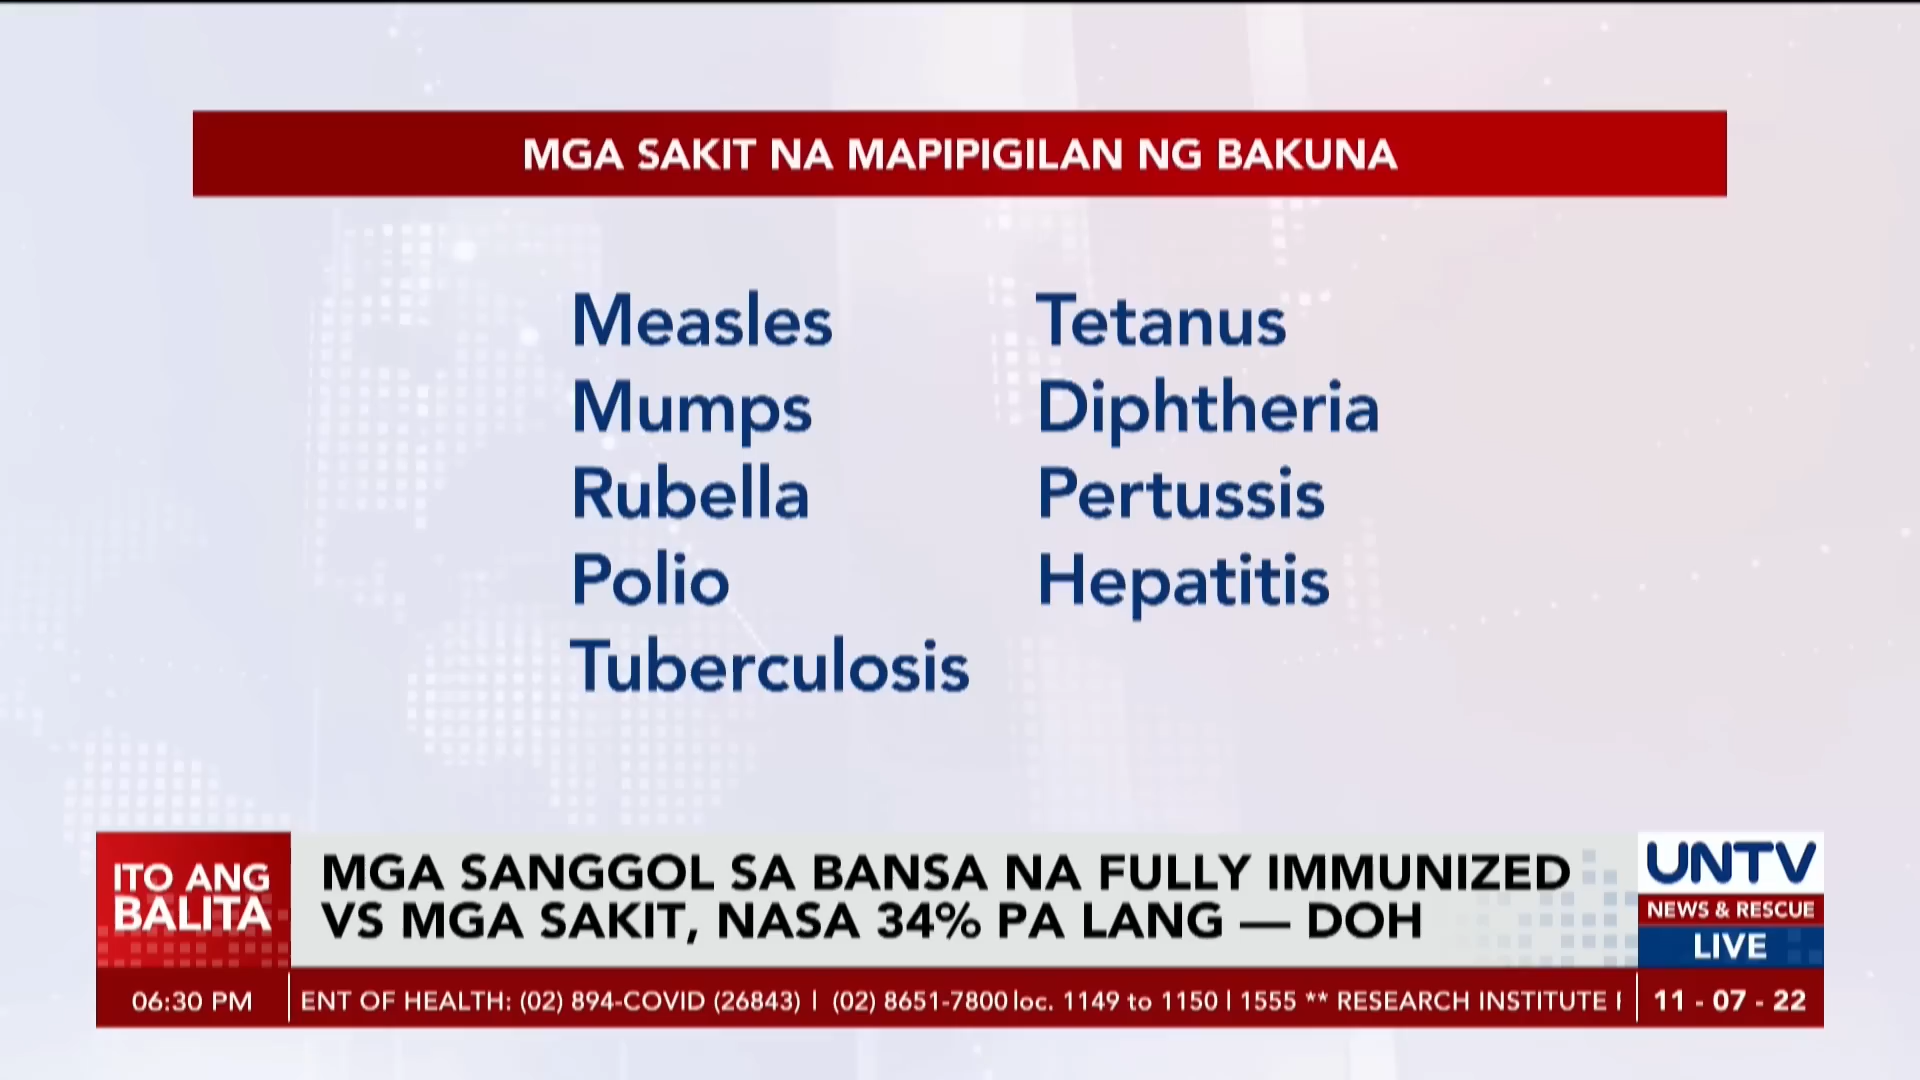 MGA SAKIT NA MAPIPIGILAN NG BAKUNA
Measles
Mumps
Rubella
Polio
Tuberculosis
Tetanus
Diphtheria
Pertussis
Hepatitis
ITO ANG
BALITA
MGA SANGGOL SA BANSA NA FULLY IMMUNIZED
VS MGA SAKIT, NASA 34% PA LANG — DOH
UNTV
NEWS & RESCUE
LIVE
06:30 PM
ENT OF HEALTH: (02) 894-COVID (26843) | (02) 8651-7800 loc. 1149 to 1150 | 1555 ** RESEARCH INSTITUTE
11 - 07 - 22